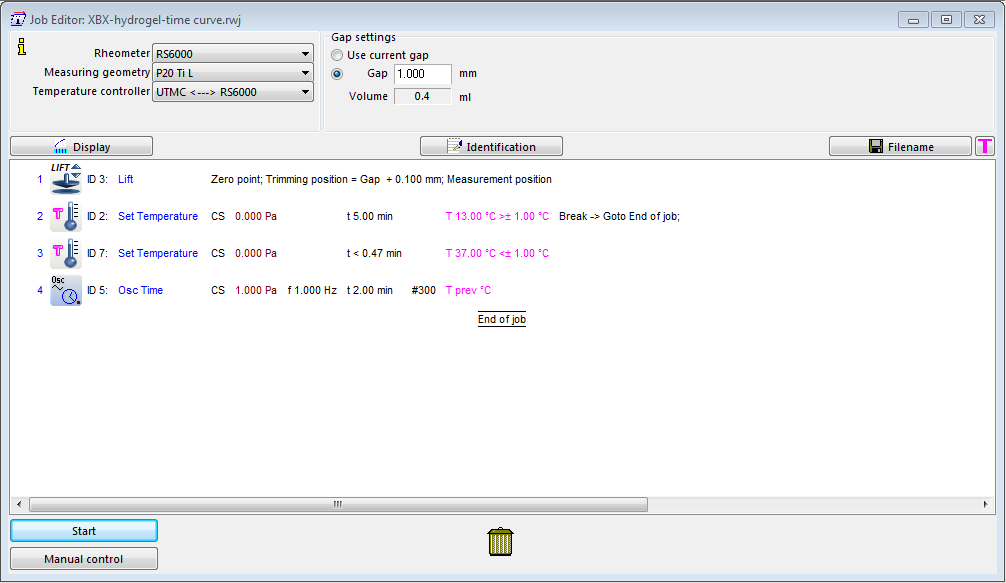 Job Editor: XBX-hydrogel-time curve.rwj
Rheometer RS6000
Measuring geometry P20 Ti L
Temperature controller UTMC <---> RS6000
Gap settings
Use current gap
Gap 1.000 mm
Volume 0.4 ml
Display Identification Filename T
1 LIFT ID 3: Lift Zero point; Trimming position = Gap + 0.100 mm; Measurement position
2 T ID 2: Set Temperature CS 0.000 Pa t 5.00 min T 13.00 °C >± 1.00 °C Break -> Goto End of job;
3 T ID 7: Set Temperature CS 0.000 Pa t < 0.47 min T 37.00 °C <± 1.00 °C
4 Osc ID 5: Osc Time CS 1.000 Pa f 1.000 Hz t 2.00 min #300 T prev °C
End of job
Start
Manual control